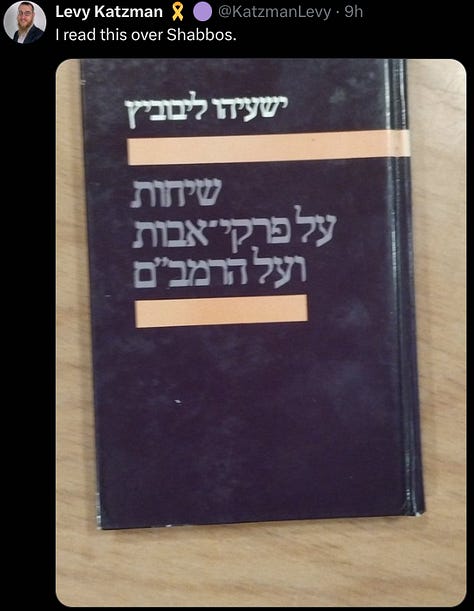 Levy Katzman 🎗️ 🟣 @KatzmanLevy · 9h
I read this over Shabbos.
ישעיהו ליבוביץ
שיחות
על פרקי־אבות
ועל הרמב״ם